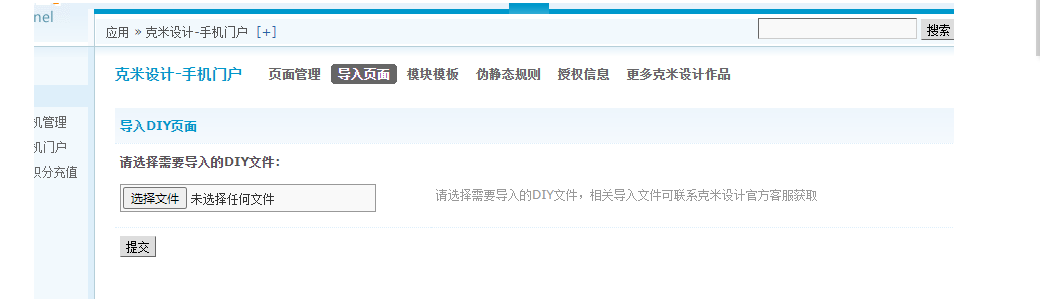 nel
应用 » 克米设计-手机门户 [+]
搜索
克米设计-手机门户 页面管理 导入页面 模块模板 伪静态规则 授权信息 更多克米设计作品
机管理
机门户
积分充值
导入DIY页面
请选择需要导入的DIY文件:
选择文件 未选择任何文件
请选择需要导入的DIY文件，相关导入文件可联系克米设计官方客服获取
提交